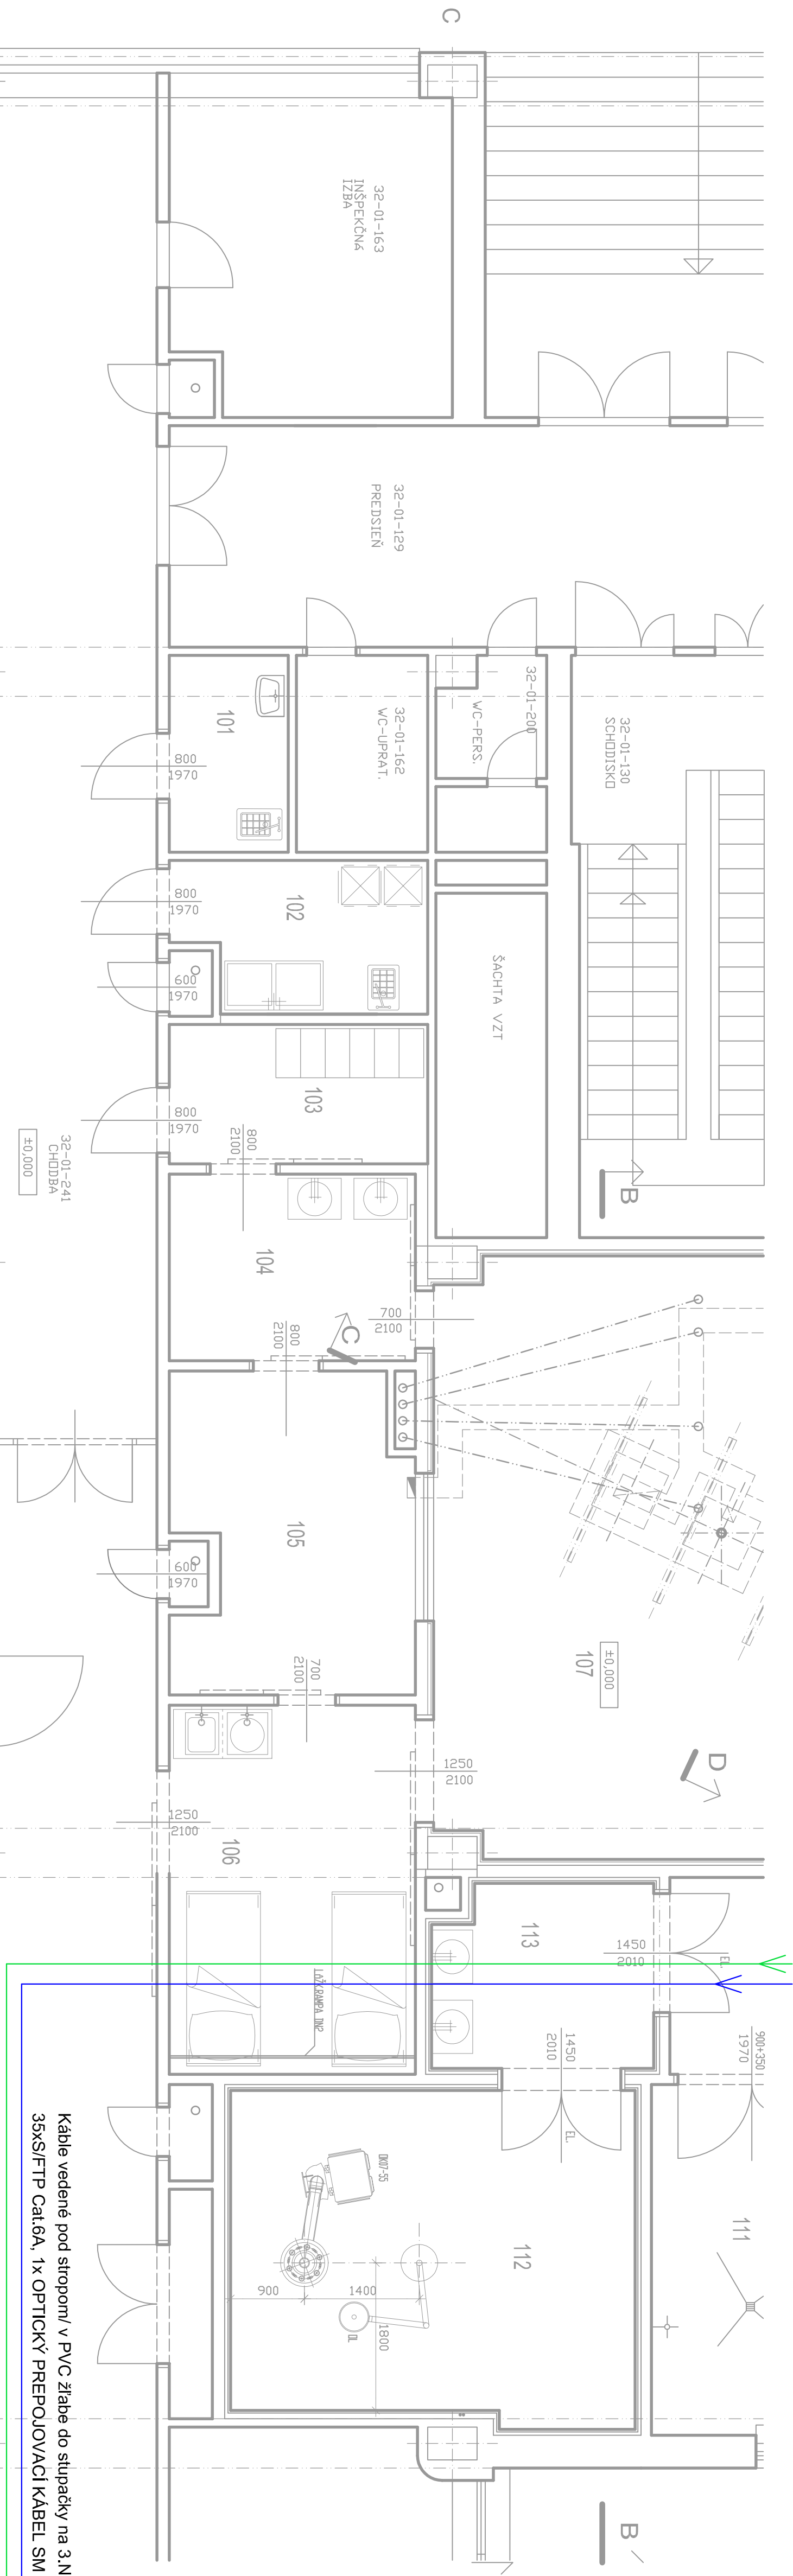 C
32-01-163
INŠPEKČNÁ
IZBA
32-01-129
PREDSIEŇ
32-01-200
WC-PERS.
32-01-162
WC-UPRAT.
32-01-130
SCHODISKO
101
800
1970
102
800
1970
600
1970
ŠACHTA VZT
103
800
1970
32-01-241
CHODBA
±0,000
800
2100
B
104
700
2100
C
800
2100
105
600
1970
±0,000
107
700
2100
D
1250
2100
1250
2100
106
113
1450
2010
EL.
1450
2010
EL.
900+350
1970
111
112
900
1400
1800
B
Káble vedené pod stropom/ v PVC žľabe do stupačky na 3.N
35xS/FTP Cat.6A, 1x OPTICKÝ PREPOJOVACÍ KÁBEL SM